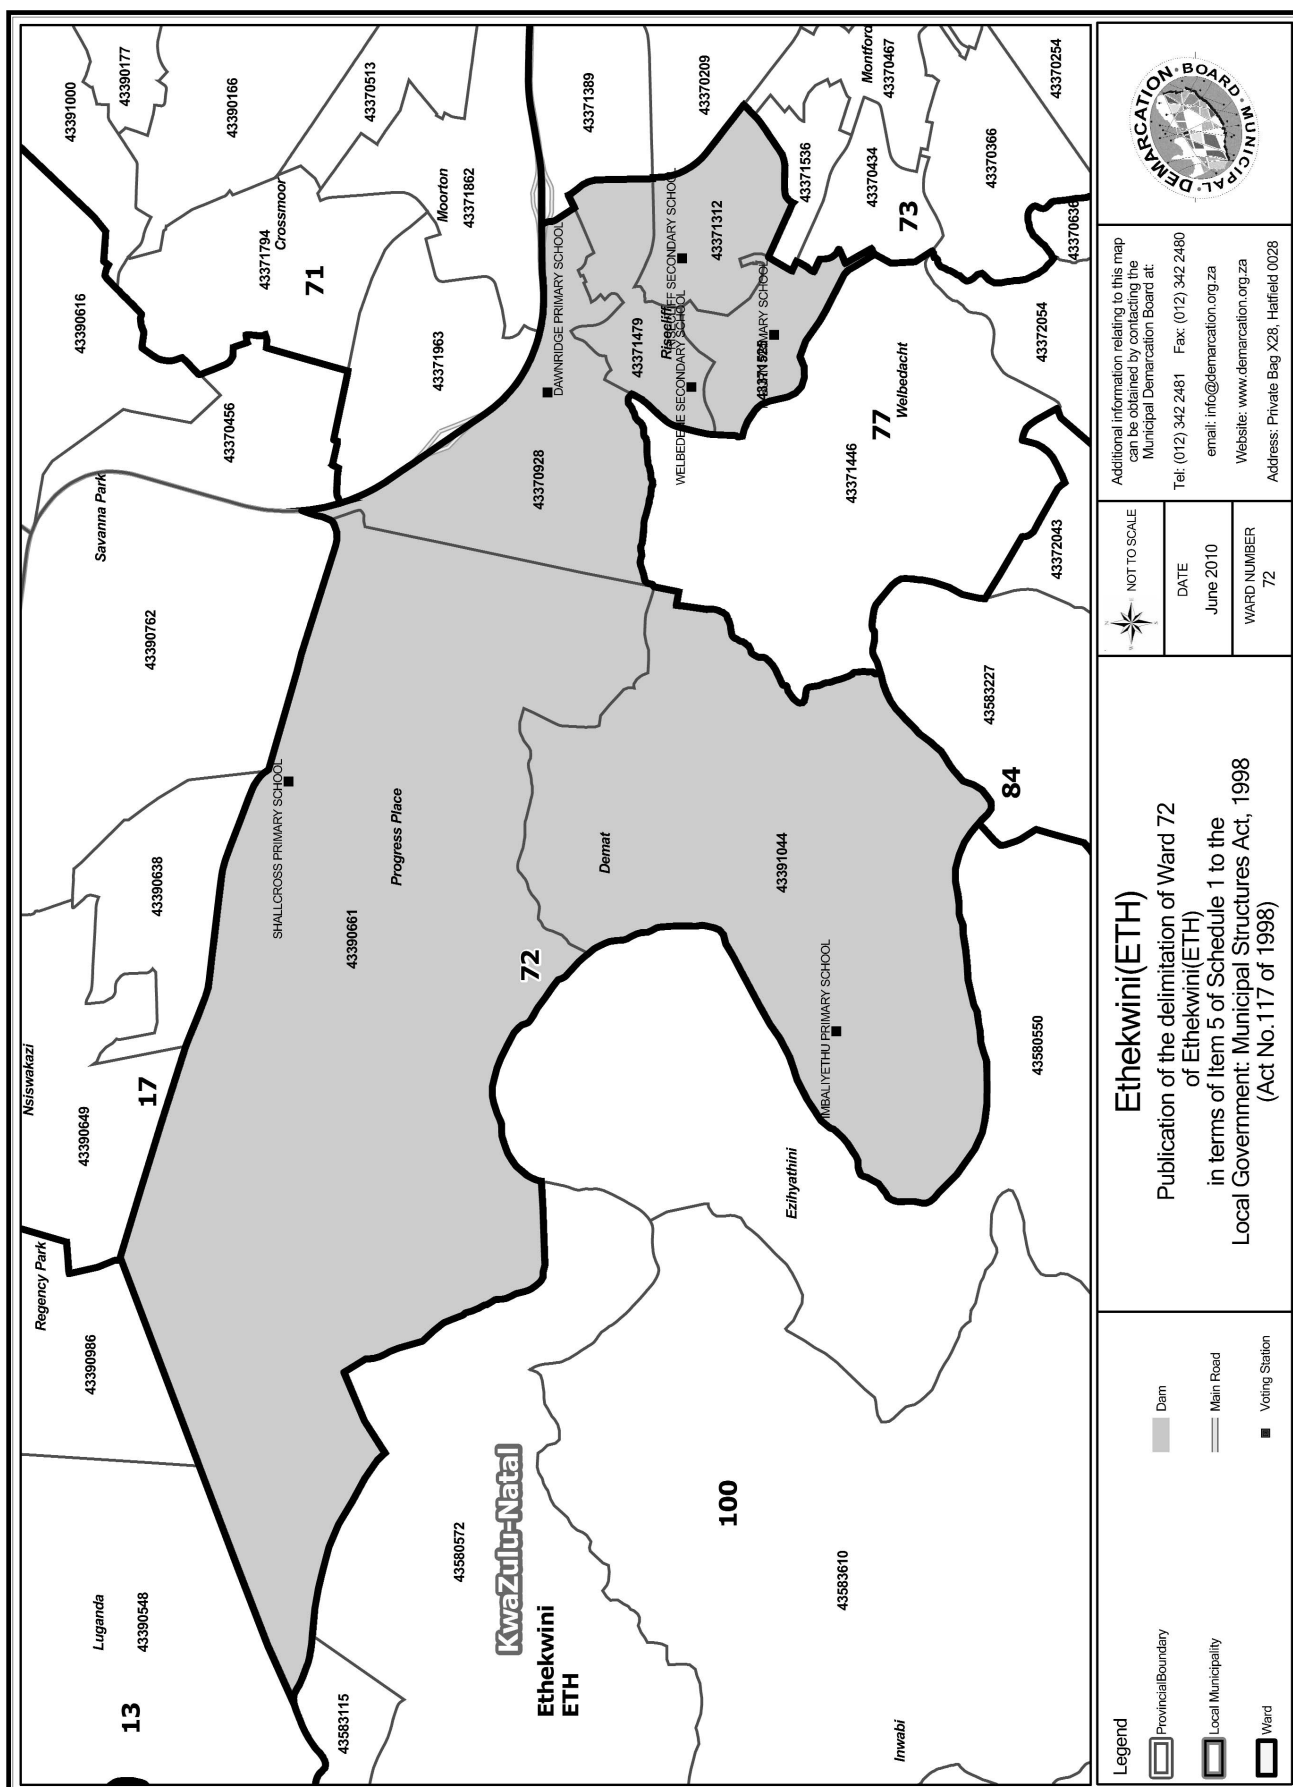 Luganda
43390548
13
Regency Park
43390986
Nsiswakazi
43390649
17
43390638
Savanna Park
43390762
43390616
43370456
43391000
43390177
43390166
43370513
43371794
Crossmoor
71
Moorton
43371862
43371963
43371389
43370209
Montford
43370467
43370254
43371536
43370434
43370366
73
43370636
SHALLCROSS PRIMARY SCHOOL
Progress Place
43390661
72
Demat
43391044
IMBALIYETHU PRIMARY SCHOOL
43370928
DAWNRIDGE PRIMARY SCHOOL
43371479
WELBEDENE SECONDARY SCHOOL
SECONDARY SCHOOL
43371312
43371525
PRIMARY SCHOOL
43371446
77
Welbedacht
43372054
43372043
43583227
84
43580550
Ezihyathini
43583115
43580572
KwaZulu-Natal
Ethekwini
ETH
100
43583610
Inwabi
Legend
ProvincialBoundary
Local Municipality
Ward
Dam
Main Road
Voting Station
Ethekwini(ETH)
Publication of the delimitation of Ward 72
of Ethekwini(ETH)
in terms of Item 5 of Schedule 1 to the
Local Government: Municipal Structures Act, 1998
(Act No.117 of 1998)
NOT TO SCALE
DATE
June 2010
WARD NUMBER
72
Additional information relating to this map
can be obtained by contacting the
Municipal Demarcation Board at:
Tel: (012) 342 2481 Fax: (012) 342 2480
email: info@demarcation.org.za
Website: www.demarcation.org.za
Address: Private Bag X28, Hatfield 0028
MUNICIPAL · DEMARCATION · BOARD